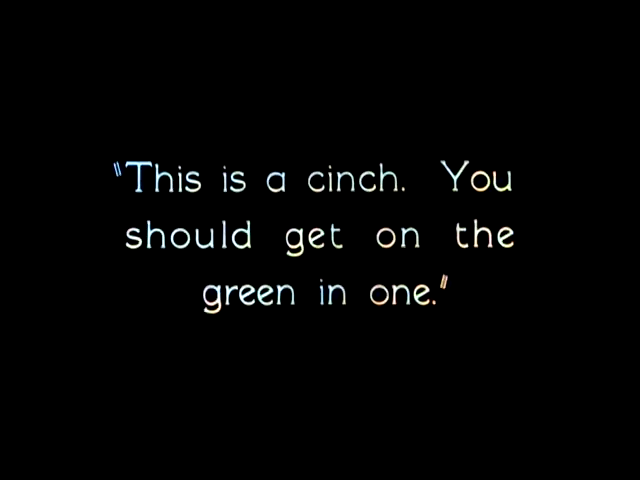 "This is a cinch. You
should get on the
green in one."